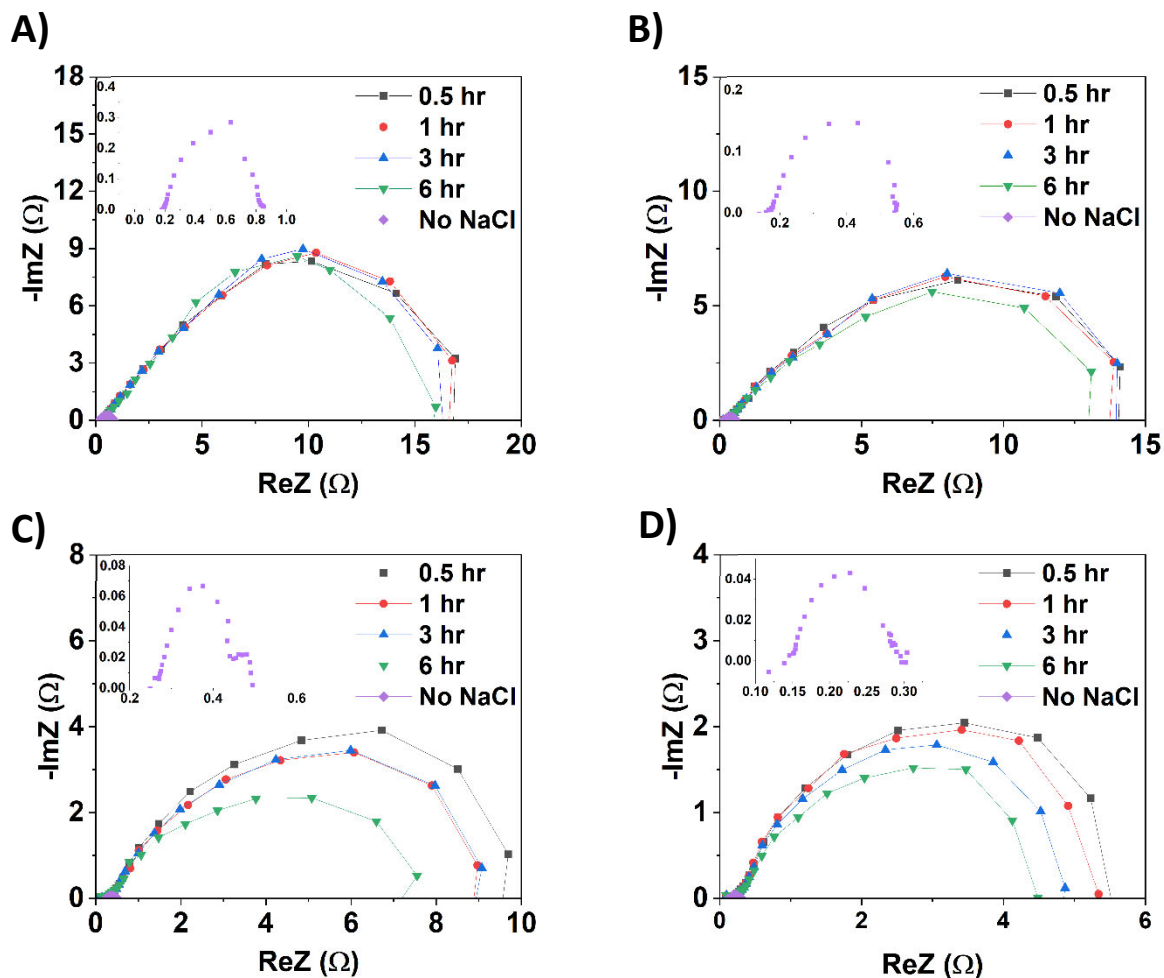 A)
18
15
12
9
6
3
0
0 5 10 15 20
-ImZ (Ω)
ReZ (Ω)
0.4
0.3
0.2
0.1
0.0
0.0 0.2 0.4 0.6 0.8 1.0
0.5 hr
1 hr
3 hr
6 hr
No NaCl
B)
15
13
10
8
5
3
0
0 5 10 15
-ImZ (Ω)
ReZ (Ω)
0.2
0.1
0.0
0.2 0.4 0.6
0.5 hr
1 hr
3 hr
6 hr
No NaCl
C)
8
6
4
2
0
0 2 4 6 8 10
-ImZ (Ω)
ReZ (Ω)
0.08
0.06
0.04
0.02
0.00
0.2 0.4 0.6
0.5 hr
1 hr
3 hr
6 hr
No NaCl
D)
4
3
2
1
0
0 2 4 6
-ImZ (Ω)
ReZ (Ω)
0.04
0.02
0.00
0.10 0.15 0.20 0.25 0.30
0.5 hr
1 hr
3 hr
6 hr
No NaCl